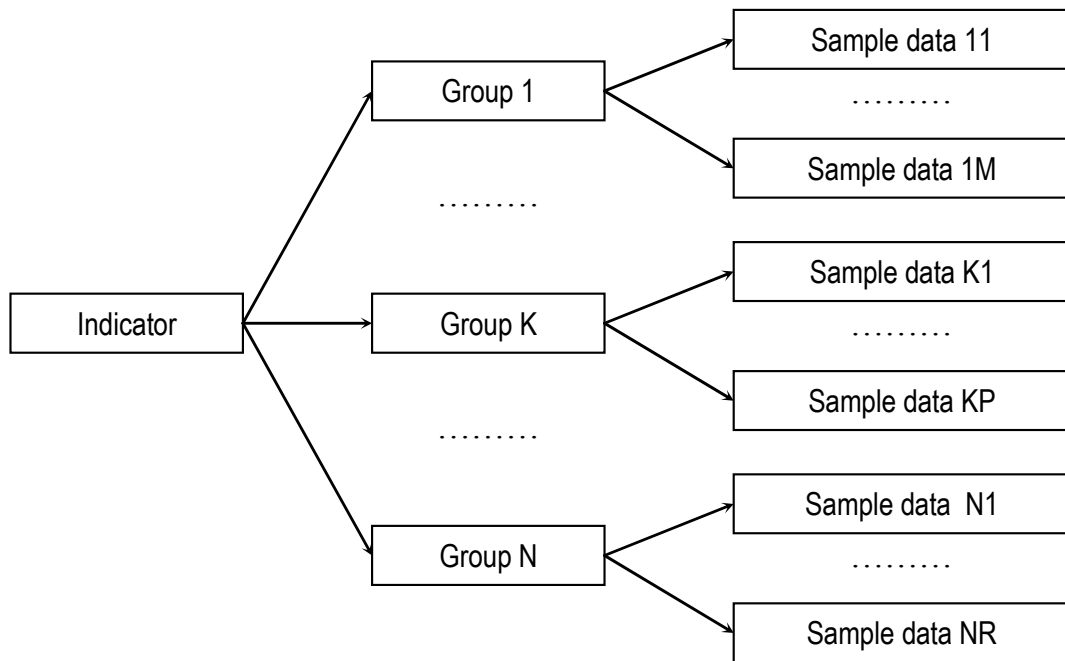 Indicator
Group 1
.........
Group K
.........
Group N
Sample data 11
.........
Sample data 1M
Sample data K1
.........
Sample data KP
Sample data  N1
.........
Sample data NR